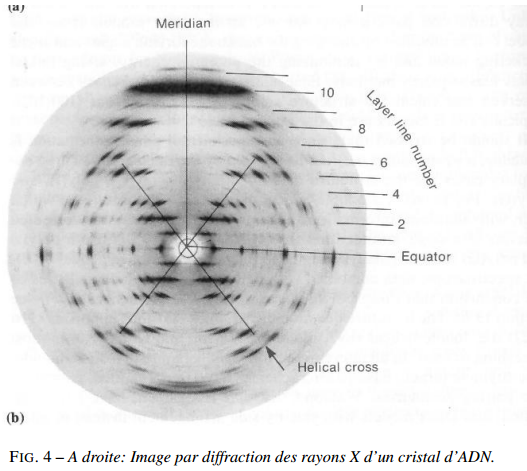 (a)
Meridian
10
8
6
4
2
Layer line number
Equator
Helical cross
(b)
FIG. 4 – A droite: Image par diffraction des rayons X d'un cristal d'ADN.